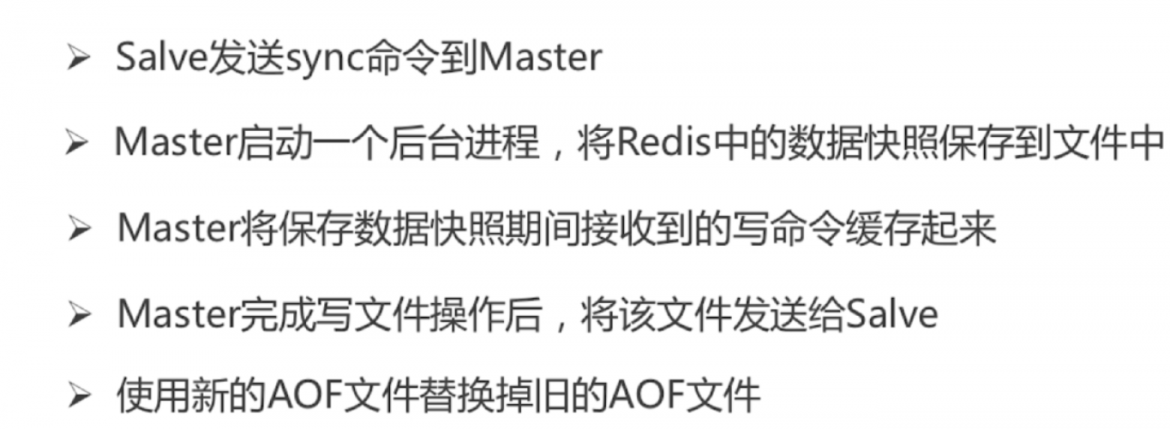 Salve发送sync命令到Master
Master启动一个后台进程，将Redis中的数据快照保存到文件中
Master将保存数据快照期间接收到的写命令缓存起来
Master完成写文件操作后，将该文件发送给Salve
使用新的AOF文件替换掉旧的AOF文件